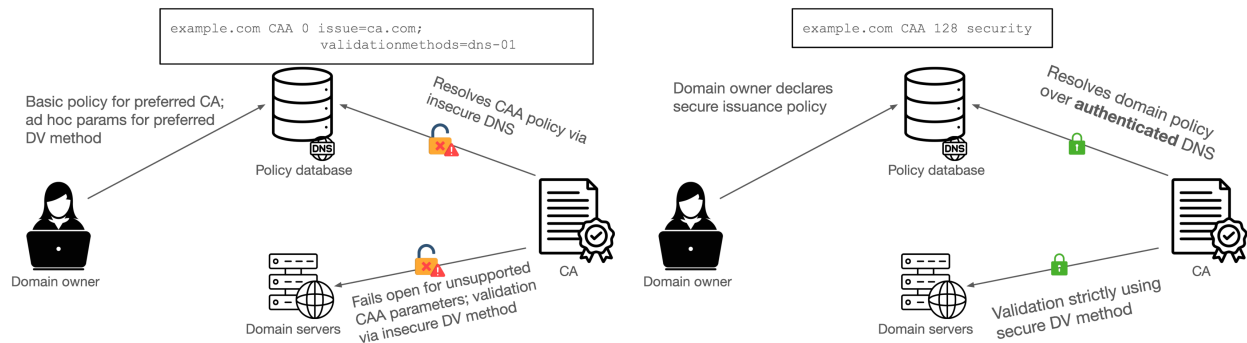 example.com CAA 0 issue=ca.com;
validationmethods=dns-01
Basic policy for preferred CA;
ad hoc params for preferred
DV method
Resolves CAA policy via
insecure DNS
DNS
Policy database
Domain owner
CA
Domain servers
Fails open for unsupported
CAA parameters; validation
via insecure DV method
example.com CAA 128 security
Domain owner declares
secure issuance policy
Resolves domain policy
over authenticated DNS
DNS
Policy database
Domain owner
CA
Domain servers
Validation strictly using
secure DV method